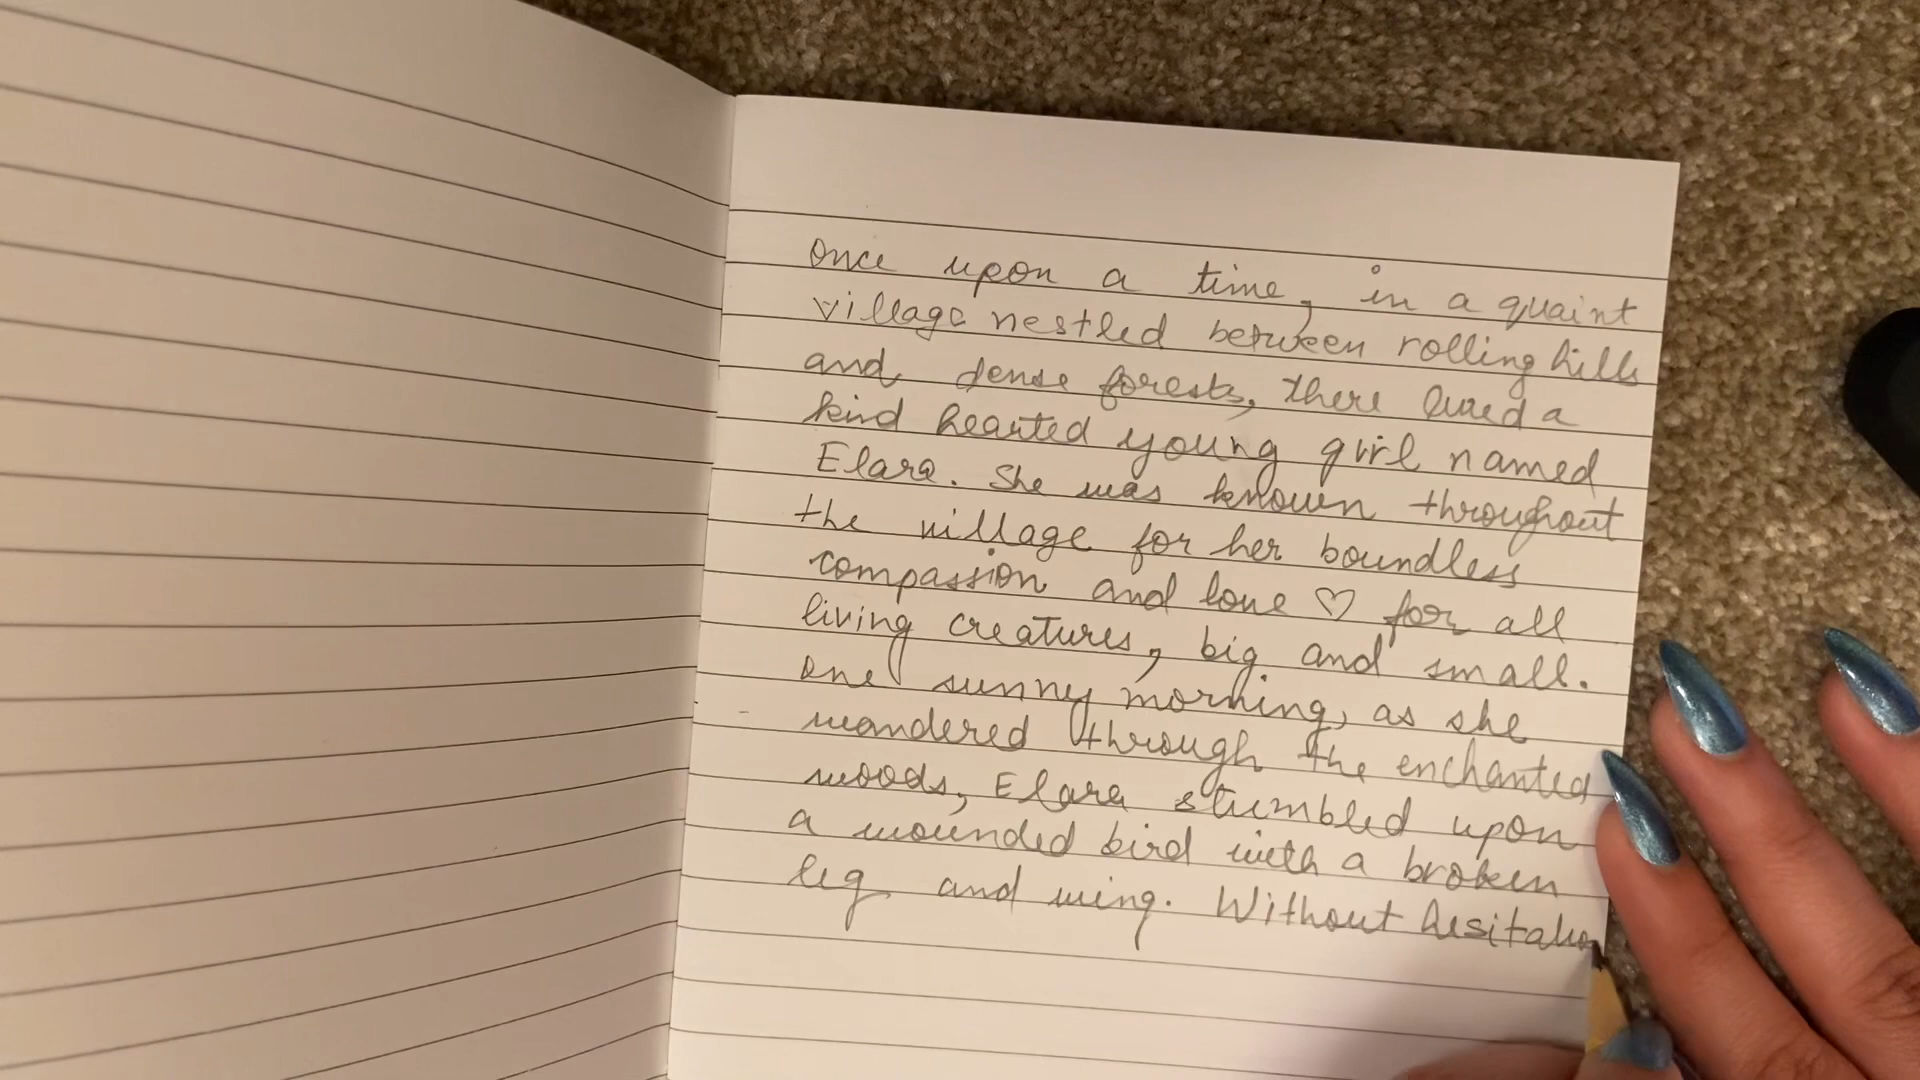 once upon a time, in a quaint
village nestled between rolling hills
and dense forests, there lived a
kind hearted young girl named
Elara. She was known throughout
the village for her boundless
compassion and love ♡ for all
living creatures, big and small.
one sunny morning, as she
wandered through the enchanted
woods, Elara stumbled upon
a wounded bird with a broken
leg and wing. Without hesitation